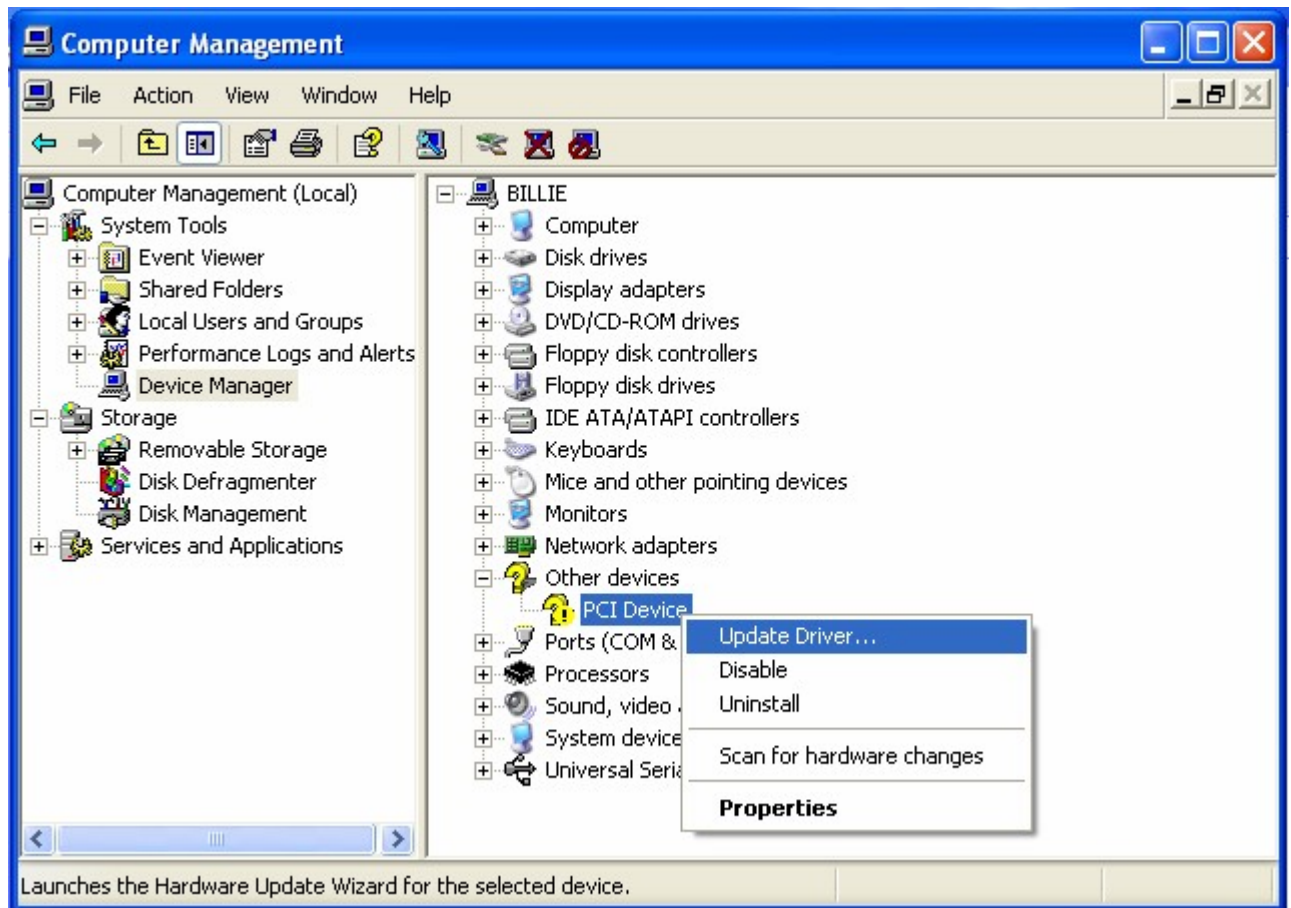 Computer Management
File Action View Window Help
Computer Management (Local)
System Tools
Event Viewer
Shared Folders
Local Users and Groups
Performance Logs and Alerts
Device Manager
Storage
Removable Storage
Disk Defragmenter
Disk Management
Services and Applications
BILLIE
Computer
Disk drives
Display adapters
DVD/CD-ROM drives
Floppy disk controllers
Floppy disk drives
IDE ATA/ATAPI controllers
Keyboards
Mice and other pointing devices
Monitors
Network adapters
Other devices
PCI Device
Ports (COM &
Processors
Sound, video
System device
Universal Seria
Update Driver...
Disable
Uninstall
Scan for hardware changes
Properties
Launches the Hardware Update Wizard for the selected device.